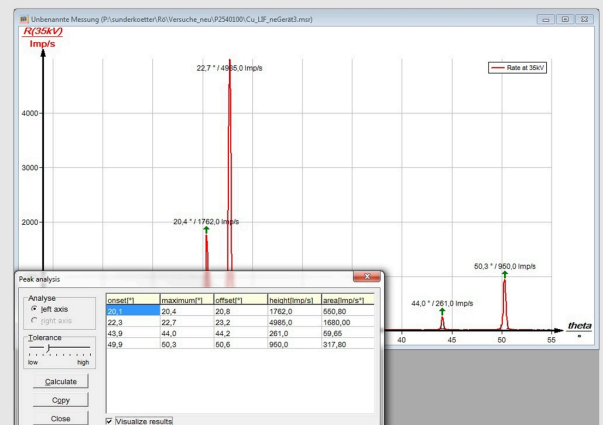 Unbenannte Messung (P:\sunderkoetter\Rö\Versuche_neu\P2540100\Cu_LIF_neGerät3.msr)
R(35kV)
Imp/s
22,7 ° / 4985,0 Imp/s
Rate at 35kV
4000
3000
20,4 ° / 1762,0 Imp/s
2000
50,3 ° / 950,0 Imp/s
44,0 ° / 261,0 Imp/s
theta
°
40 45 50 55
Peak analysis
Analyse
left axis
right axis
Tolerance
low high
Calculate
Copy
Close
onset[°] maximum[°] offset[°] height[Imp/s] area[Imp/s*°]
20,1 20,4 20,8 1762,0 550,80
22,3 22,7 23,2 4985,0 1680,00
43,9 44,0 44,2 261,0 59,65
49,9 50,3 50,6 950,0 317,80
Visualize results